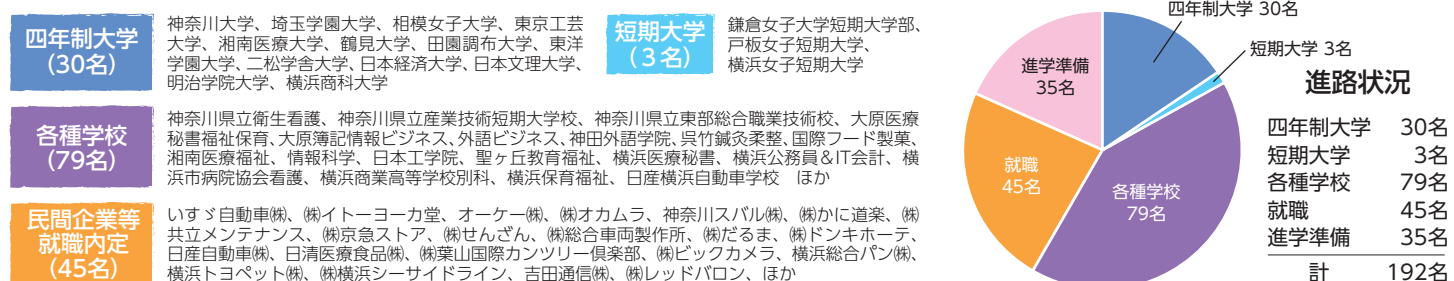 四年制大学
(30名)
神奈川大学、埼玉学園大学、相模女子大学、東京工芸
大学、湘南医療大学、鶴見大学、田園調布大学、東洋
学園大学、二松学舎大学、日本経済大学、日本文理大学、
明治学院大学、横浜商科大学
短期大学
(3名)
鎌倉女子大学短期大学部、
戸板女子短期大学、
横浜女子短期大学
各種学校
(79名)
神奈川県立衛生看護、神奈川県立産業技術短期大学校、神奈川県立東部総合職業技術校、大原医療
秘書福祉保育、大原簿記情報ビジネス、外語ビジネス、神田外語学院、呉竹鍼灸柔整、国際フード製菓、
湘南医療福祉、情報科学、日本工学院、聖ヶ丘教育福祉、横浜医療秘書、横浜公務員&IT会計、横
浜市病院協会看護、横浜商業高等学校別科、横浜保育福祉、日産横浜自動車学校　ほか
民間企業等
就職内定
(45名)
いすゞ自動車㈱、㈱イトーヨーカ堂、オーケー㈱、㈱オカムラ、神奈川スバル㈱、㈱かに道楽、㈱
共立メンテナンス、㈱京急ストア、㈱せんざん、㈱総合車両製作所、㈱だるま、㈱ドンキホーテ、
日産自動車㈱、日清医療食品㈱、㈱葉山国際カンツリー倶楽部、㈱ビックカメラ、横浜総合パン㈱、
横浜トヨペット㈱、㈱横浜シーサイドライン、吉田通信㈱、㈱レッドバロン、ほか
四年制大学 30名
短期大学 3名
進学準備
35名
就職
45名
各種学校
79名
進路状況
四年制大学 30名
短期大学 3名
各種学校 79名
就職 45名
進学準備 35名
計 192名